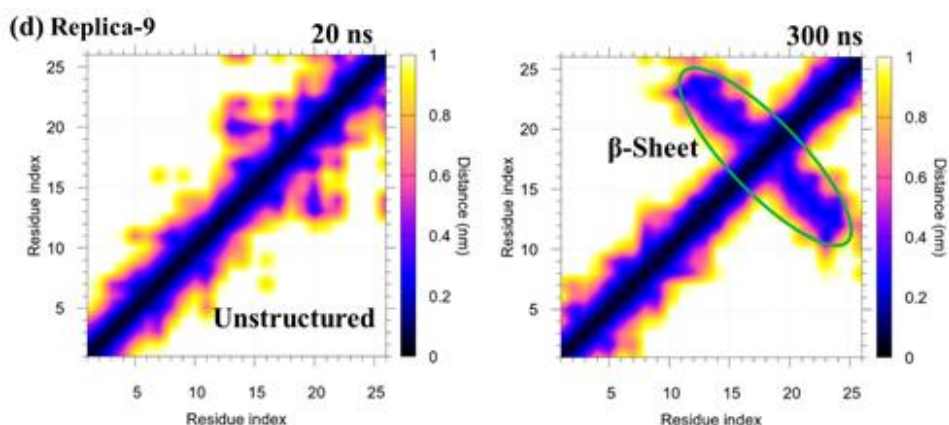 (d) Replica-9
20 ns
25
20
15
10
5
Residue index
Unstructured
5 10 15 20 25
Residue index
1
0.8
0.6
0.4
0.2
0
Distance (nm)
300 ns
25
20
15
10
5
Residue index
β-Sheet
5 10 15 20 25
Residue index
1
0.8
0.6
0.4
0.2
0
Distance (nm)